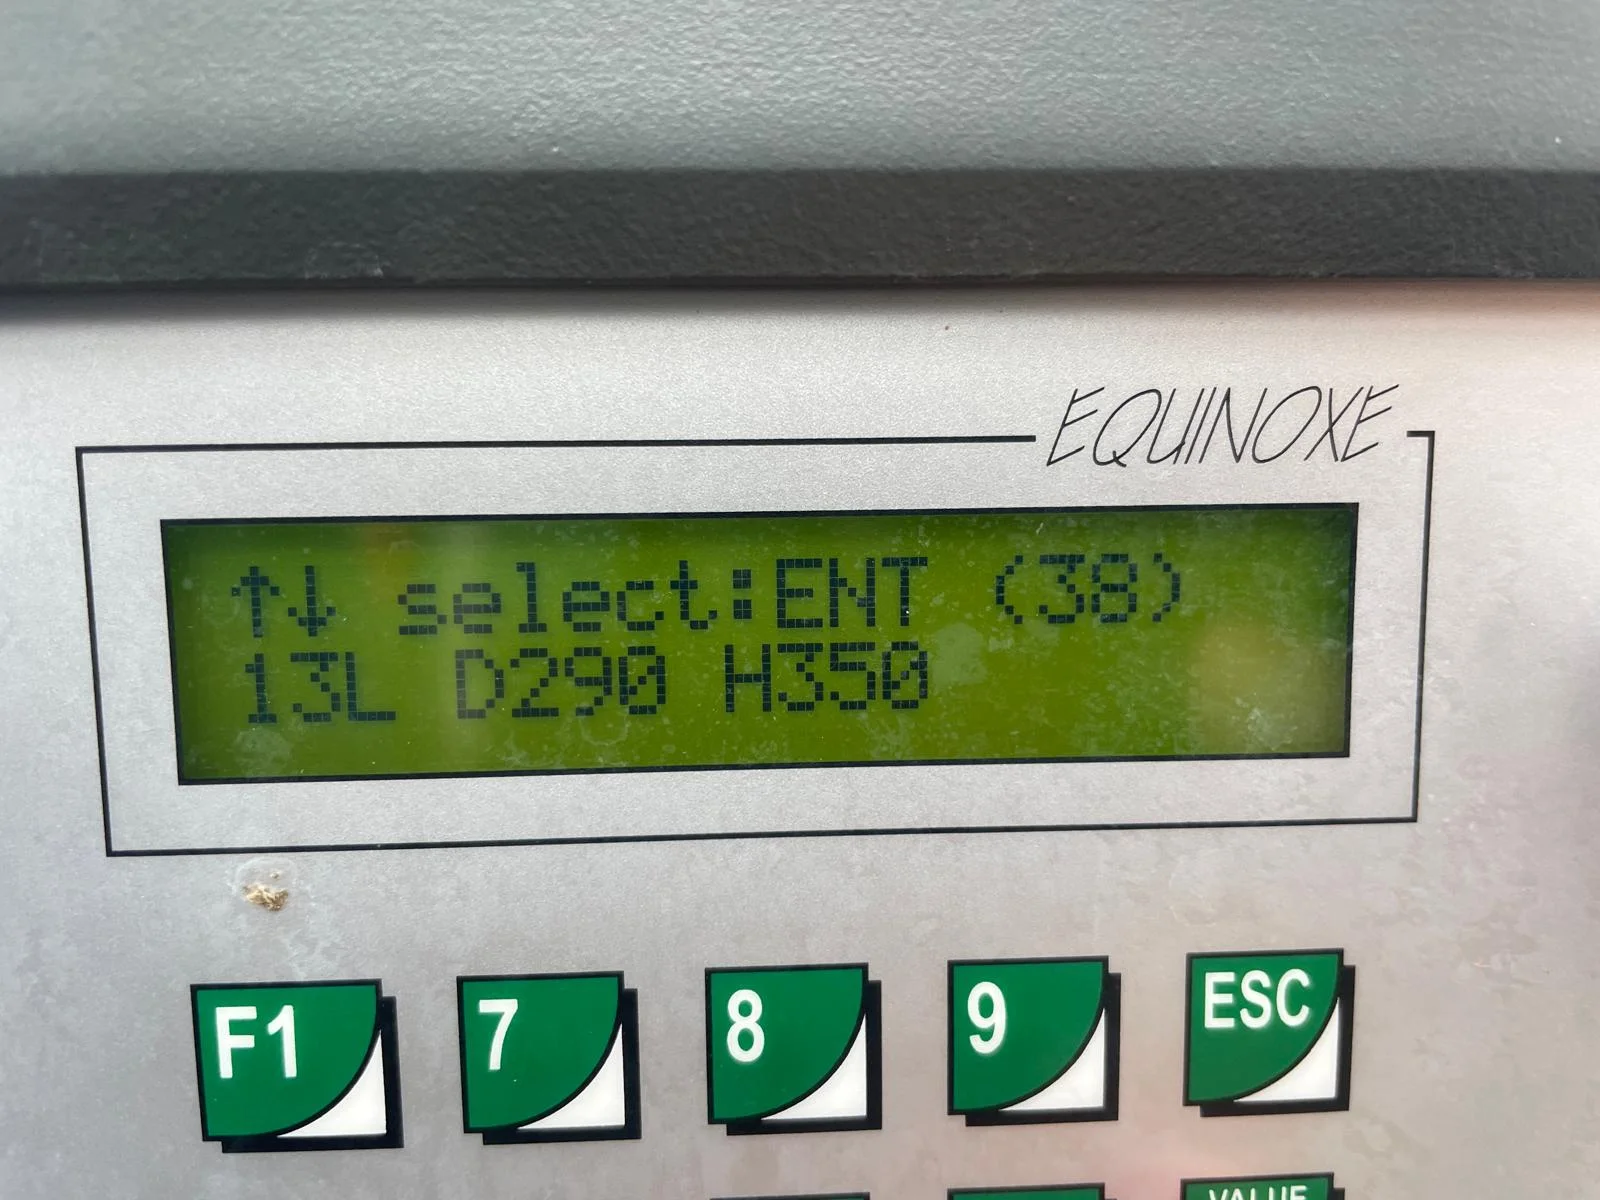 EQUINOXE
↑↓ select:ENT (38)
13L D290 H350
F1 7 8 9 ESC
VALUE